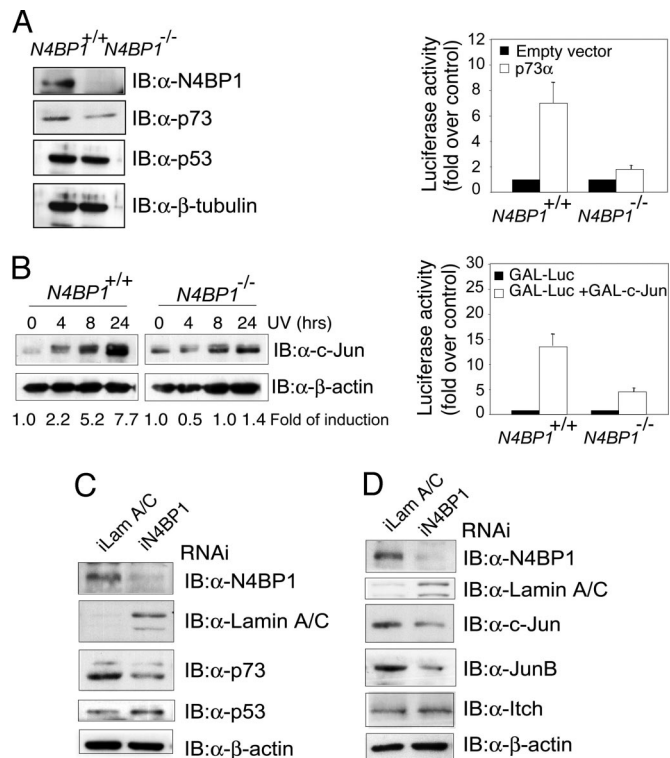 A
N4BP1+/+ N4BP1-/-
IB:α-N4BP1
IB:α-p73
IB:α-p53
IB:α-β-tubulin
Luciferase activity
(fold over control)
12
10
8
6
4
2
0
Empty vector
p73α
N4BP1+/+ N4BP1-/-
B
N4BP1+/+ N4BP1-/-
0 4 8 24 0 4 8 24 UV (hrs)
IB:α-c-Jun
IB:α-β-actin
1.0 2.2 5.2 7.7 1.0 0.5 1.0 1.4 Fold of induction
Luciferase activity
(fold over control)
30
25
20
15
10
5
0
GAL-Luc
GAL-Luc +GAL-c-Jun
N4BP1+/+ N4BP1-/-
C
iLam A/C iN4BP1
RNAi
IB:α-N4BP1
IB:α-Lamin A/C
IB:α-p73
IB:α-p53
IB:α-β-actin
D
iLam A/C iN4BP1
RNAi
IB:α-N4BP1
IB:α-Lamin A/C
IB:α-c-Jun
IB:α-JunB
IB:α-Itch
IB:α-β-actin